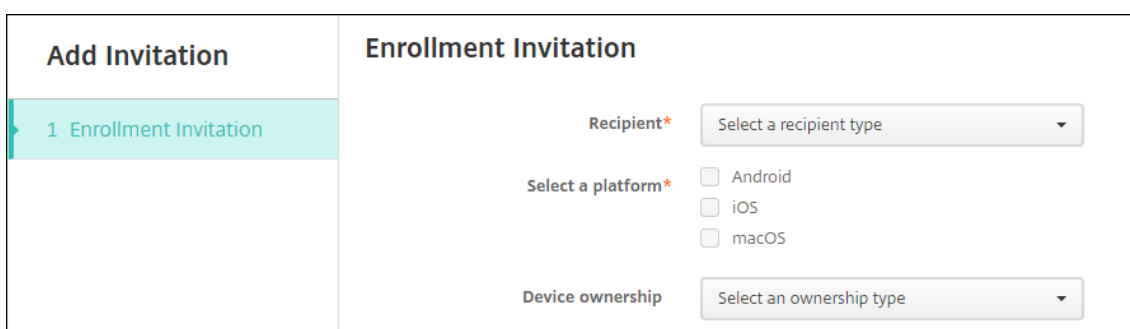 Add Invitation
1 Enrollment Invitation
Enrollment Invitation
Recipient* Select a recipient type
Select a platform* Android
iOS
macOS
Device ownership Select an ownership type